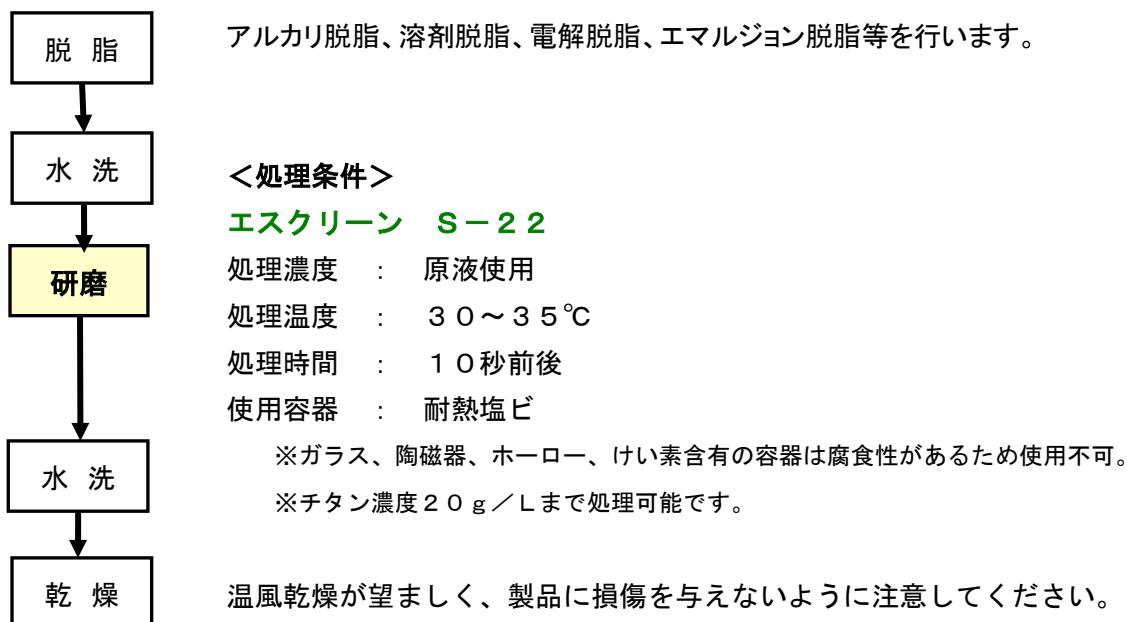 脱 脂
アルカリ脱脂、溶剤脱脂、電解脱脂、エマルジョン脱脂等を行います。
水 洗
＜処理条件＞
エスクリーン　Ｓ－２２
研磨
処理濃度　：　原液使用
処理温度　：　３０～３５℃
処理時間　：　１０秒前後
使用容器　：　耐熱塩ビ
※ガラス、陶磁器、ホーロー、けい素含有の容器は腐食性があるため使用不可。
水 洗
※チタン濃度２０ｇ／Ｌまで処理可能です。
乾 燥
温風乾燥が望ましく、製品に損傷を与えないように注意してください。